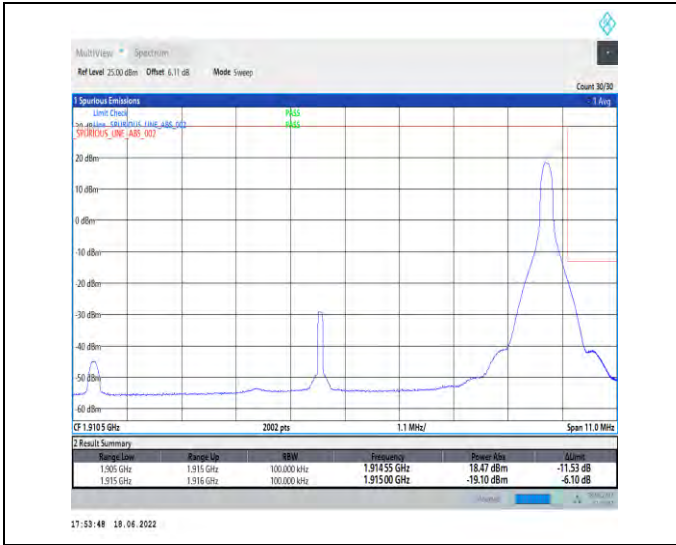 MultiView Spectrum
Ref Level 25.00 dBm Offset 6.11 dB Mode Sweep
Count 30/30
1 Spurious Emissions 1 Avg
Limit Check PASS
Line _SPURIOUS_LINE_ABS_002 PASS
_SPURIOUS_LINE_ABS_002
20 dBm
10 dBm
0 dBm
-10 dBm
-20 dBm
-30 dBm
-40 dBm
-50 dBm
-60 dBm
CF 1.9105 GHz 2002 pts 1.1 MHz/ Span 11.0 MHz
2 Result Summary
Range Low Range Up RBW Frequency Power Abs ΔLimit
1.905 GHz 1.915 GHz 100.000 kHz 1.91455 GHz 18.47 dBm -11.53 dB
1.915 GHz 1.916 GHz 100.000 kHz 1.91500 GHz -19.10 dBm -6.10 dB
17:53:48 18.06.2022